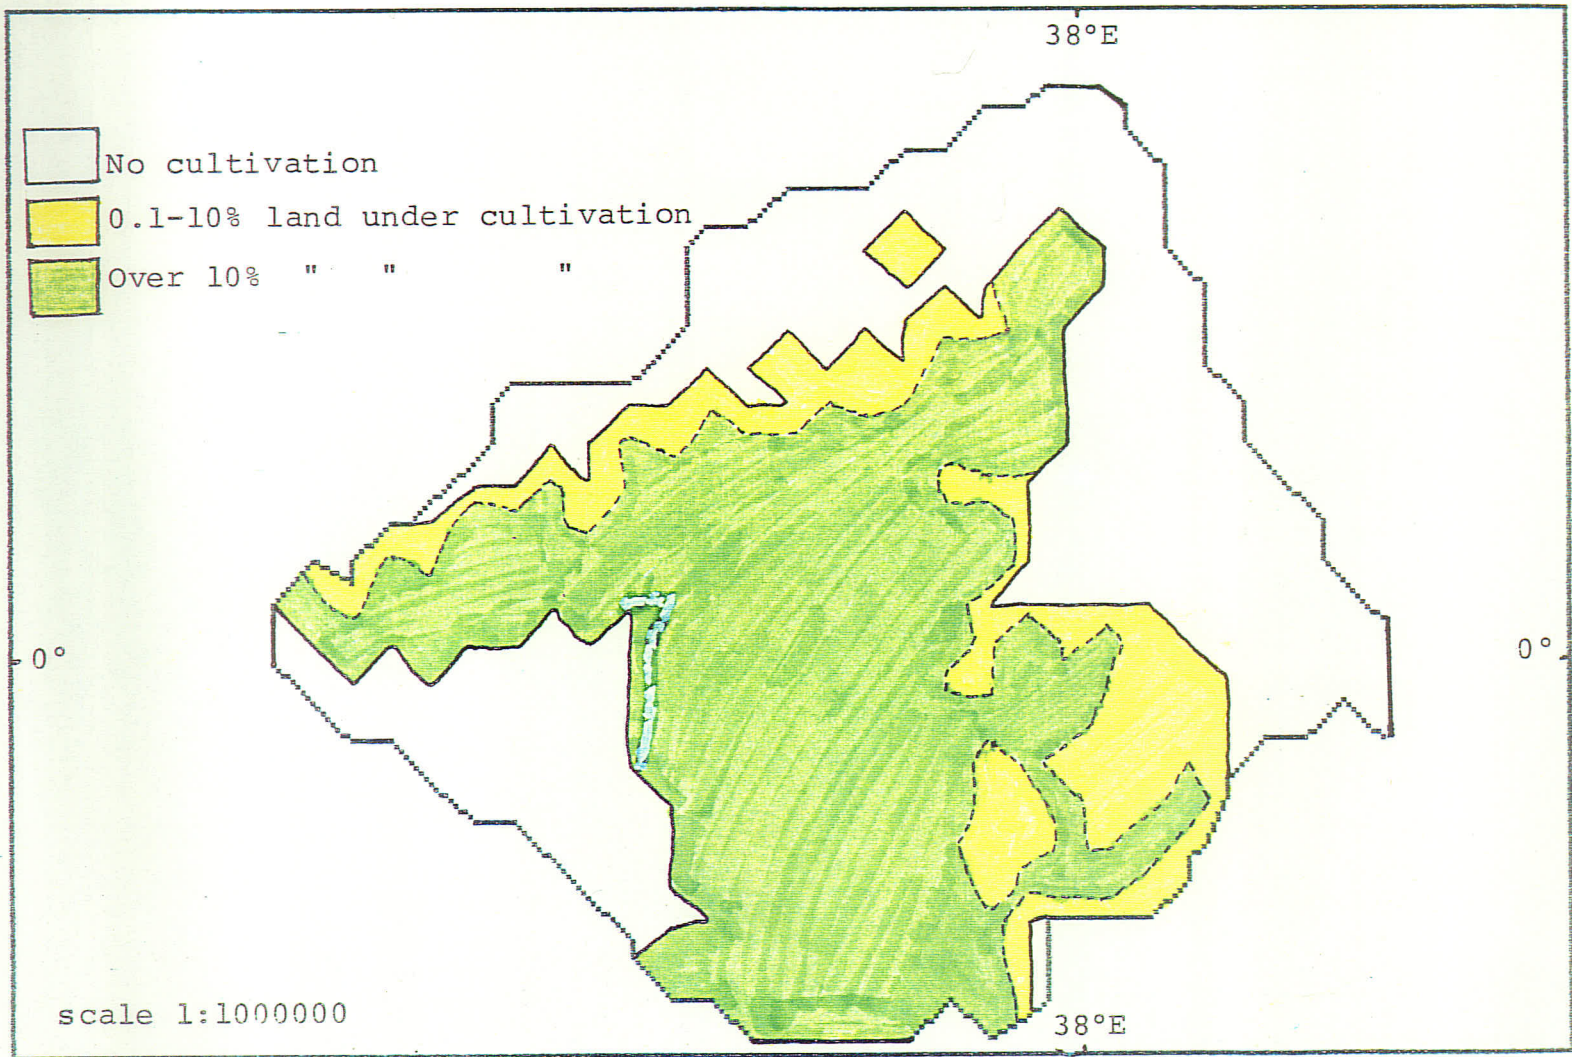 38°E
No cultivation
0.1-10% land under cultivation
Over 10% " " "
0°
0°
scale 1:1000000
38°E